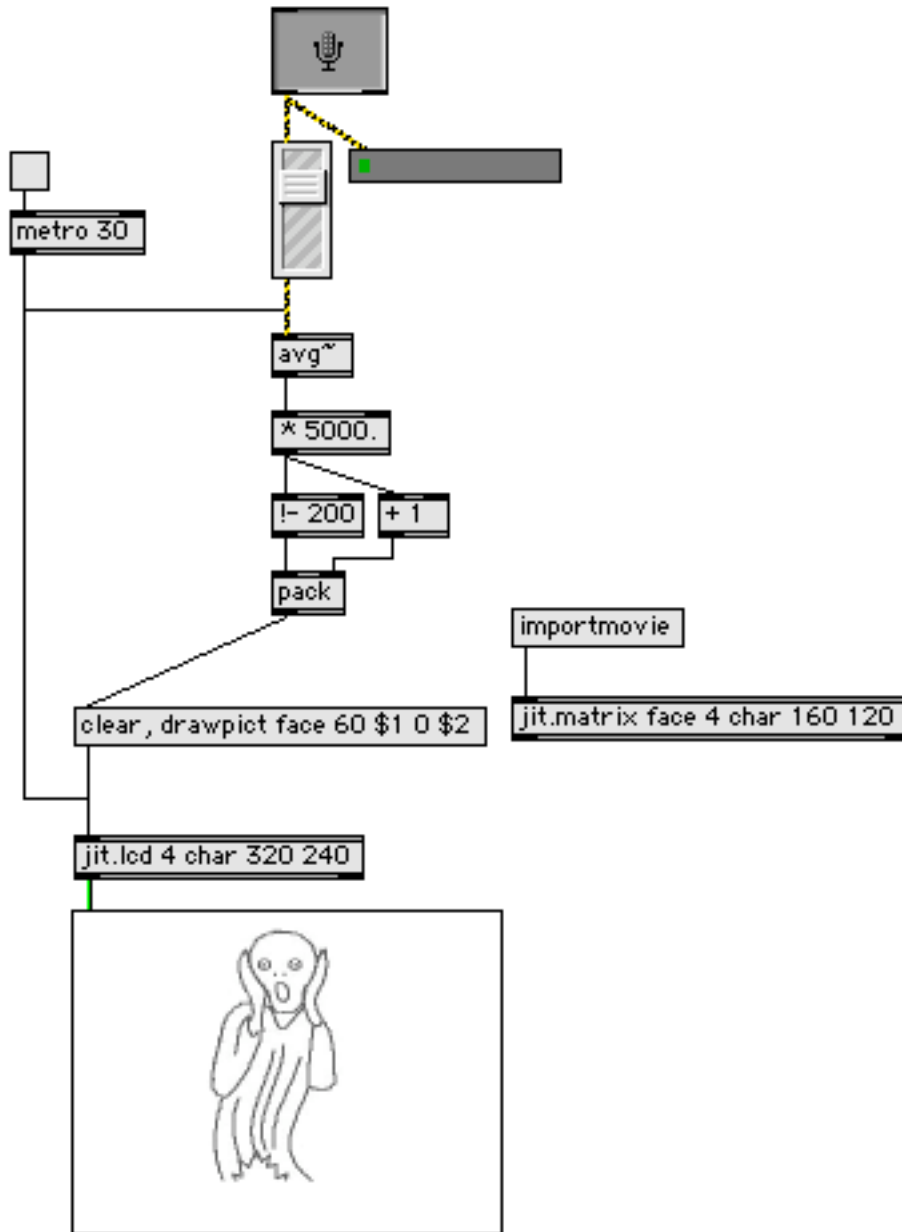 metro 30
avg~
* 5000.
!- 200
+ 1
pack
importmovie
jit.matrix face 4 char 160 120
clear, drawpict face 60 $1 0 $2
jit.lcd 4 char 320 240